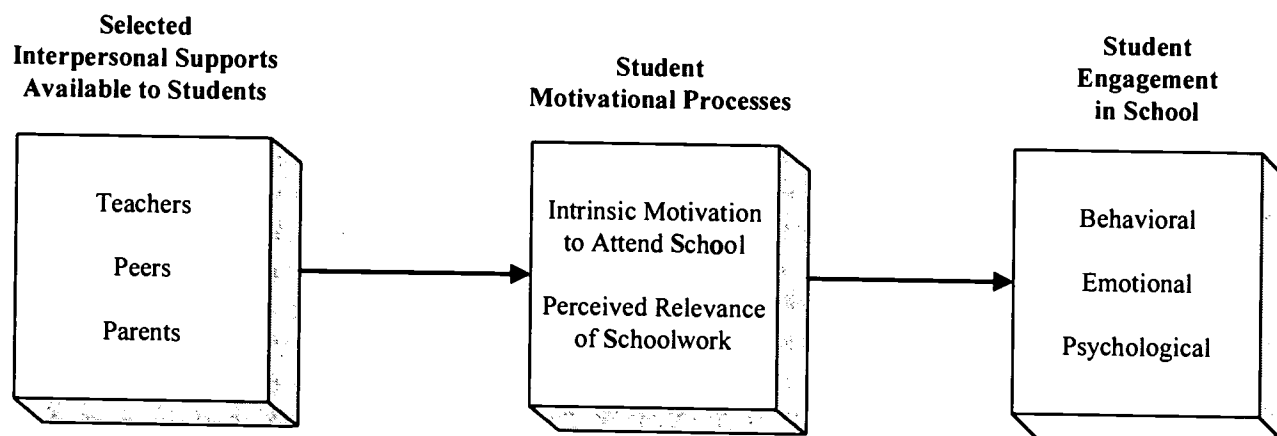 Selected
Interpersonal Supports
Available to Students
Student
Motivational Processes
Student
Engagement
in School
Teachers
Peers
Parents
Intrinsic Motivation
to Attend School
Perceived Relevance
of Schoolwork
Behavioral
Emotional
Psychological